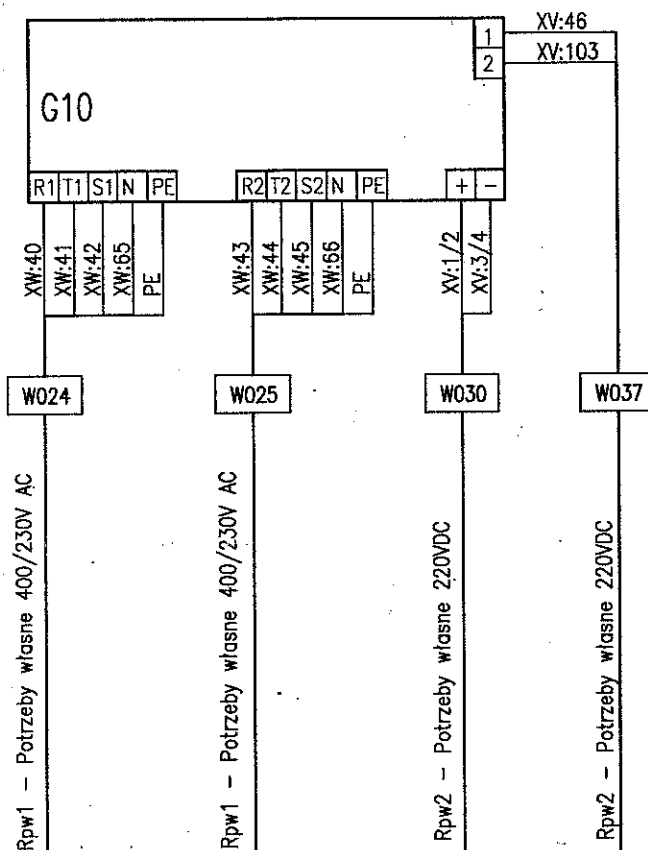 XV:46
1
XV:103
2
G10
R1 T1 S1 N PE
R2 T2 S2 N PE
+ -
XW:40
XW:41
XW:42
XW:65
PE
XW:43
XW:44
XW:45
XW:66
PE
XV:1/2
XV:3/4
W024
W025
W030
W037
Rpw1 - Potrzeby własne 400/230V AC
Rpw1 - Potrzeby własne 400/230V AC
Rpw2 - Potrzeby własne 220VDC
Rpw2 - Potrzeby własne 220VDC